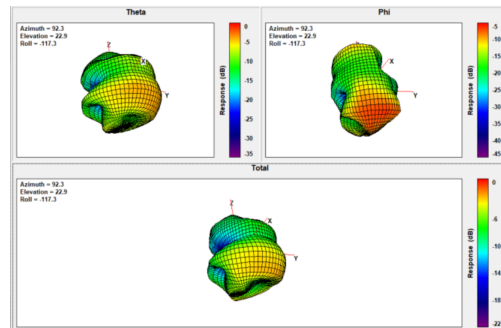 Theta
Azimuth = 92.3
Elevation = 22.9
Roll = -117.3
Z
X
Y
0
-5
-10
-15
-20
-25
-30
-35
Response (dB)
Phi
Azimuth = 92.3
Elevation = 22.9
Roll = -117.3
X
Y
-5
-10
-15
-20
-25
-30
-35
-40
-45
Response (dB)
Total
Azimuth = 92.3
Elevation = 22.9
Roll = -117.3
Z
X
Y
0
-5
-10
-14
-18
-22
Response (dB)